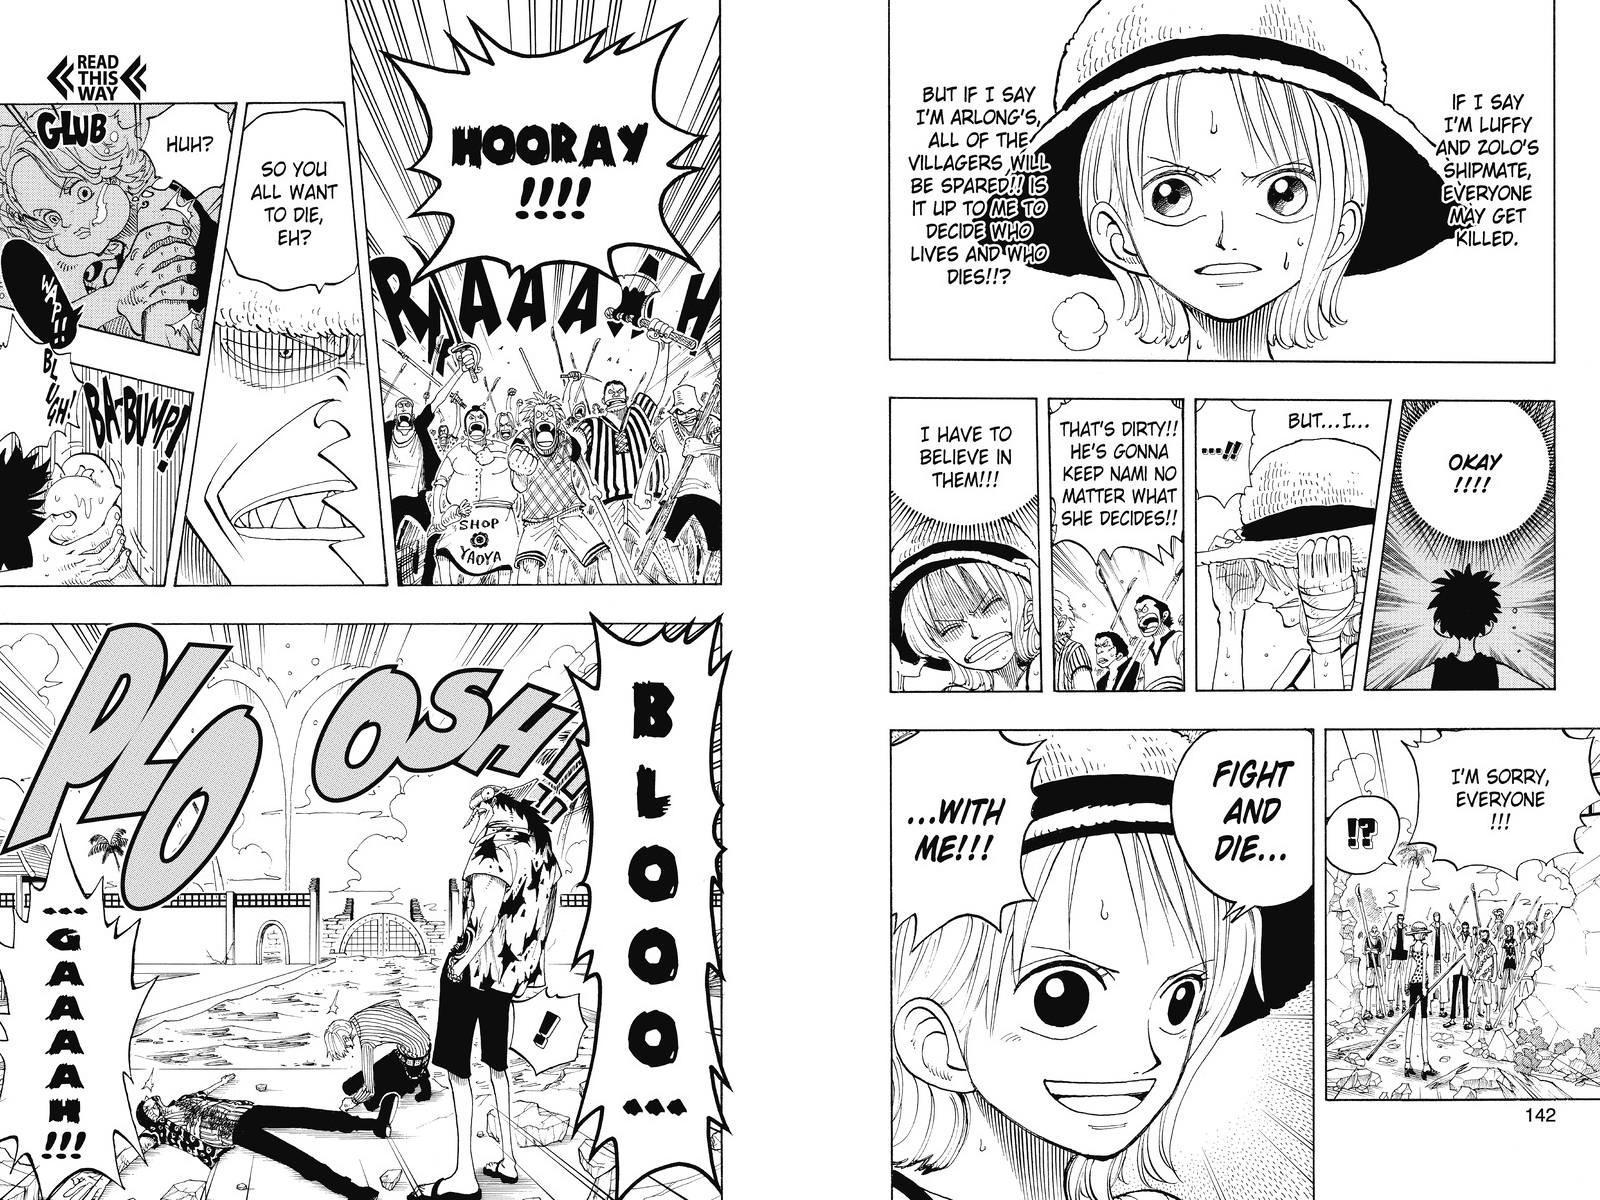 IF I SAY
I'M LUFFY
AND ZOLO'S
SHIPMATE,
EVERYONE
MAY GET
KILLED.
BUT IF I SAY
I'M ARLONG'S,
ALL OF THE
VILLAGERS WILL
BE SPARED!! IS
IT UP TO ME TO
DECIDE WHO
LIVES AND WHO
DIES!!?
OKAY
!!!!
BUT...I...
...!!
THAT'S DIRTY!!
HE'S GONNA
KEEP NAMI NO
MATTER WHAT
SHE DECIDES!!
I HAVE TO
BELIEVE IN
THEM!!!
I'M SORRY,
EVERYONE
!!!
!?
FIGHT
AND
DIE...
...WITH
ME!!!
142
READ
THIS
WAY
HOORAY
!!!!
RAAAAAH
SHOP
YAOYA
SO YOU
ALL WANT
TO DIE,
EH?
HUH?
GLUB
WAP!!
BLUGH!
BA-BUMP!
BLOOOO...
PLOOOSH!!
!
...GAAAAH!!!